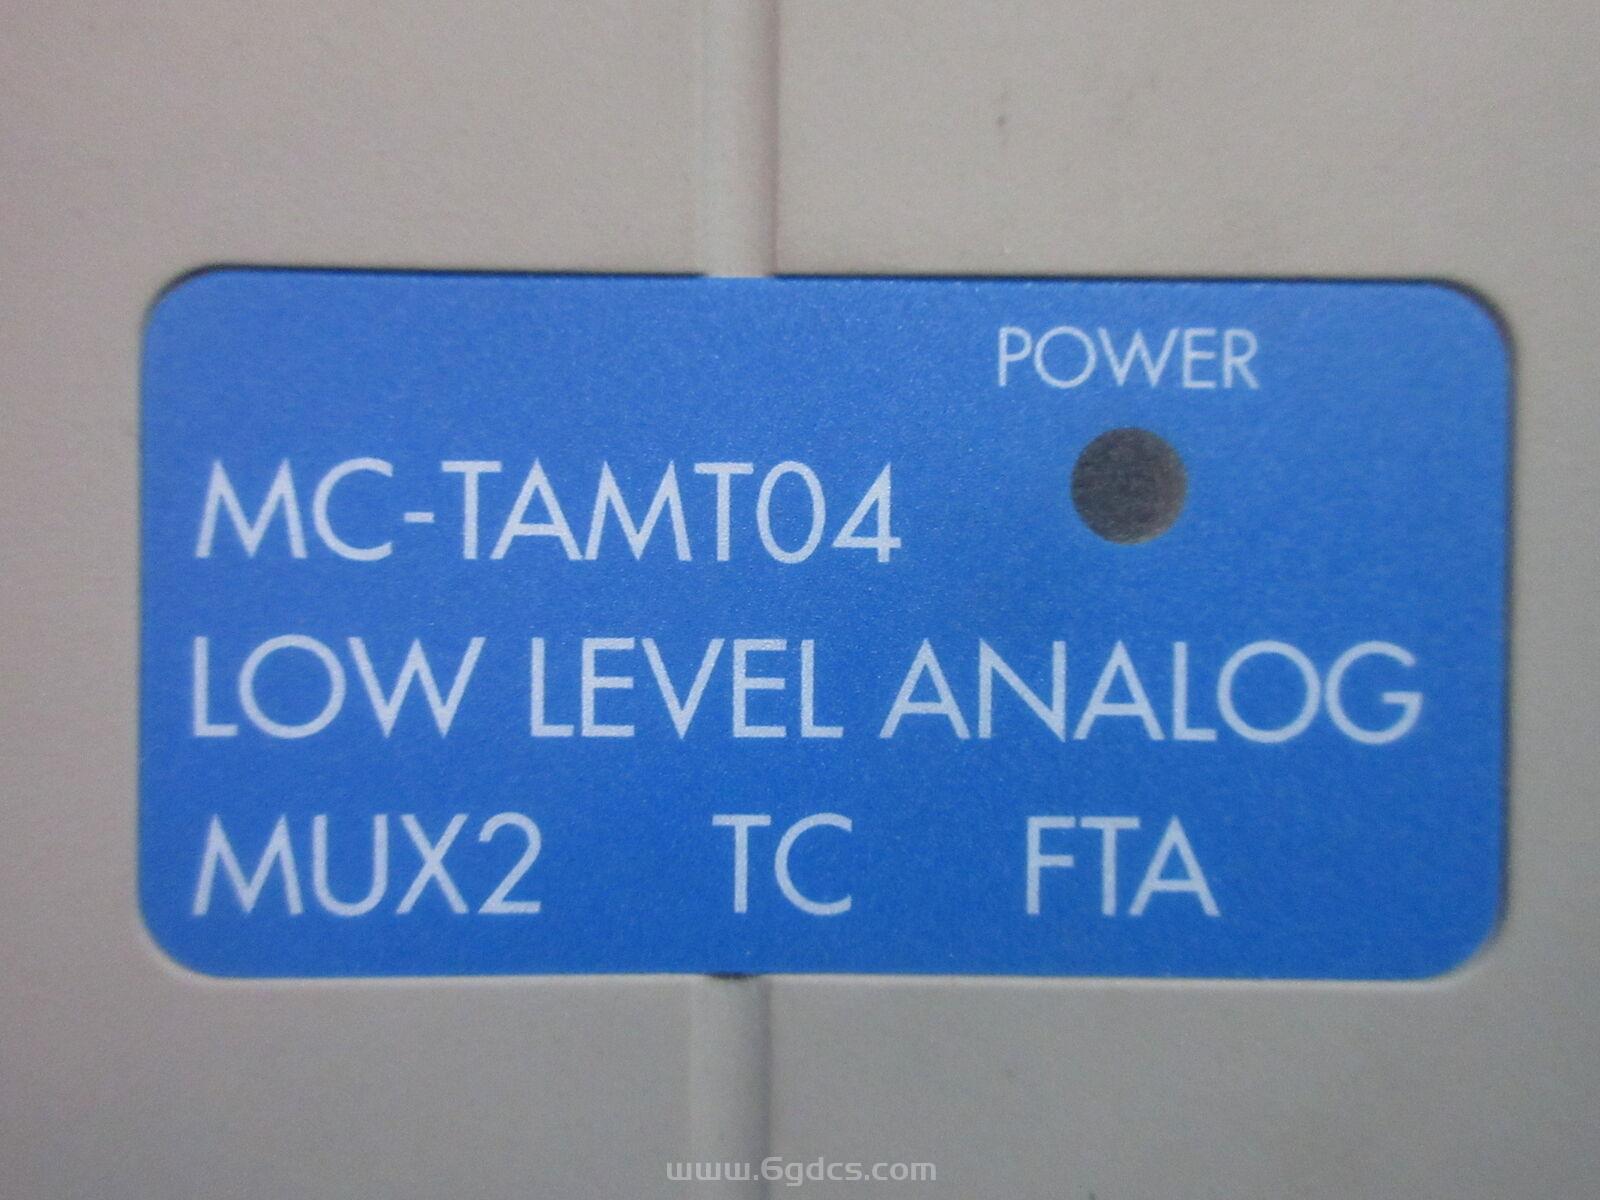 POWER
MC-TAMT04
LOW LEVEL ANALOG
MUX2 TC FTA
www.6gdcs.com